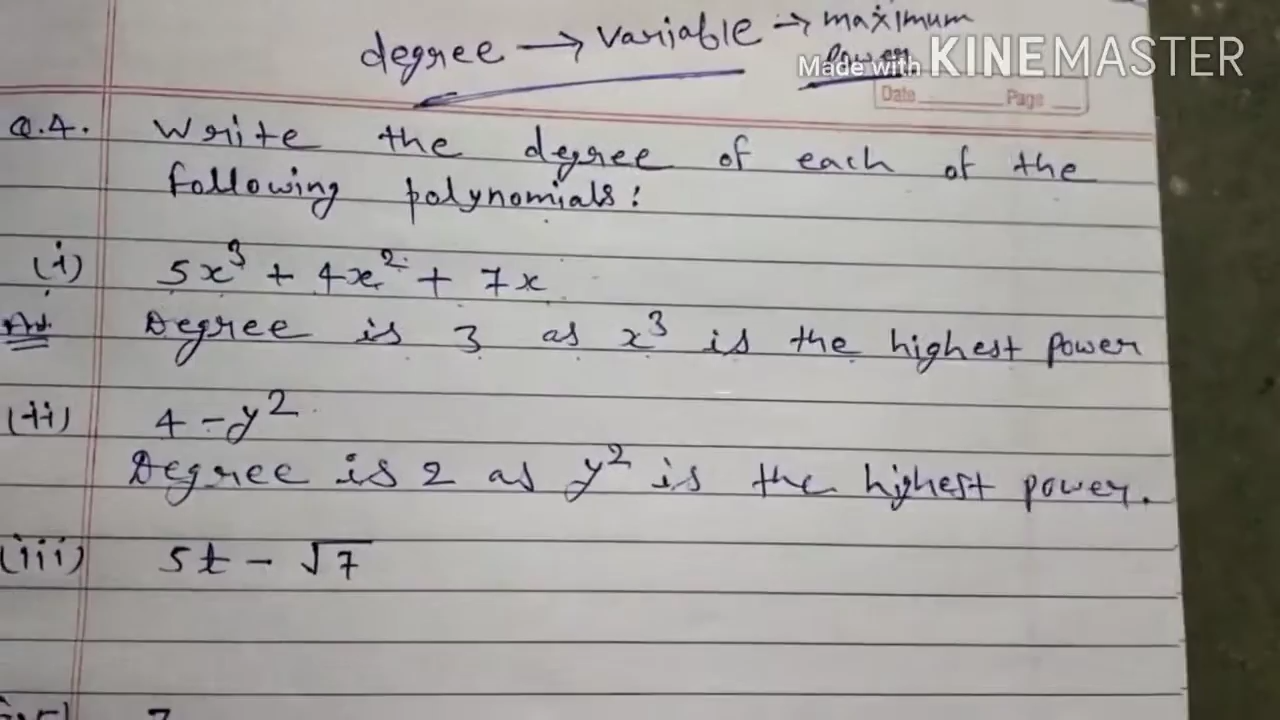 degree → variable → maximum
power
Made with KINEMASTER
Date Page
Q.4. Write the degree of each of the
following polynomials:
(i) 5x³ + 4x² + 7x
Degree is 3 as x³ is the highest power
(ii) 4 - y²
Degree is 2 as y² is the highest power.
(iii) 5t - √7